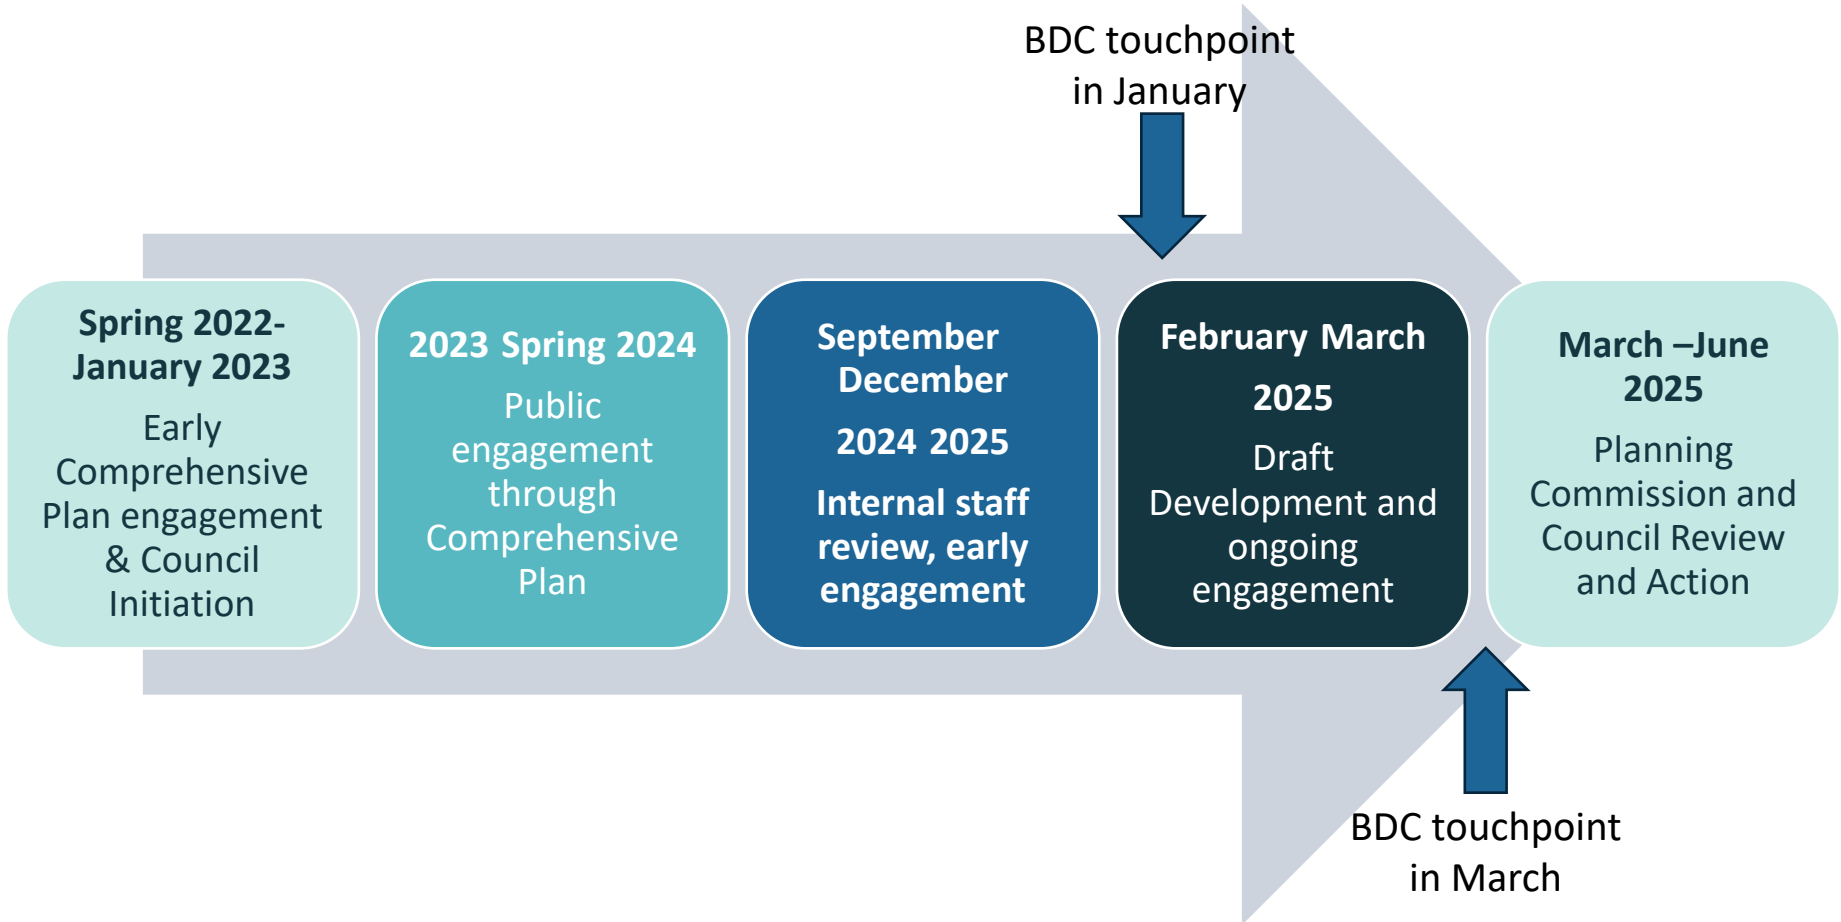 BDC touchpoint
in January
Spring 2022-
January 2023
Early
Comprehensive
Plan engagement
& Council
Initiation
2023 Spring 2024
Public
engagement
through
Comprehensive
Plan
September
December
2024 2025
Internal staff
review, early
engagement
February March
2025
Draft
Development and
ongoing
engagement
March –June
2025
Planning
Commission and
Council Review
and Action
BDC touchpoint
in March